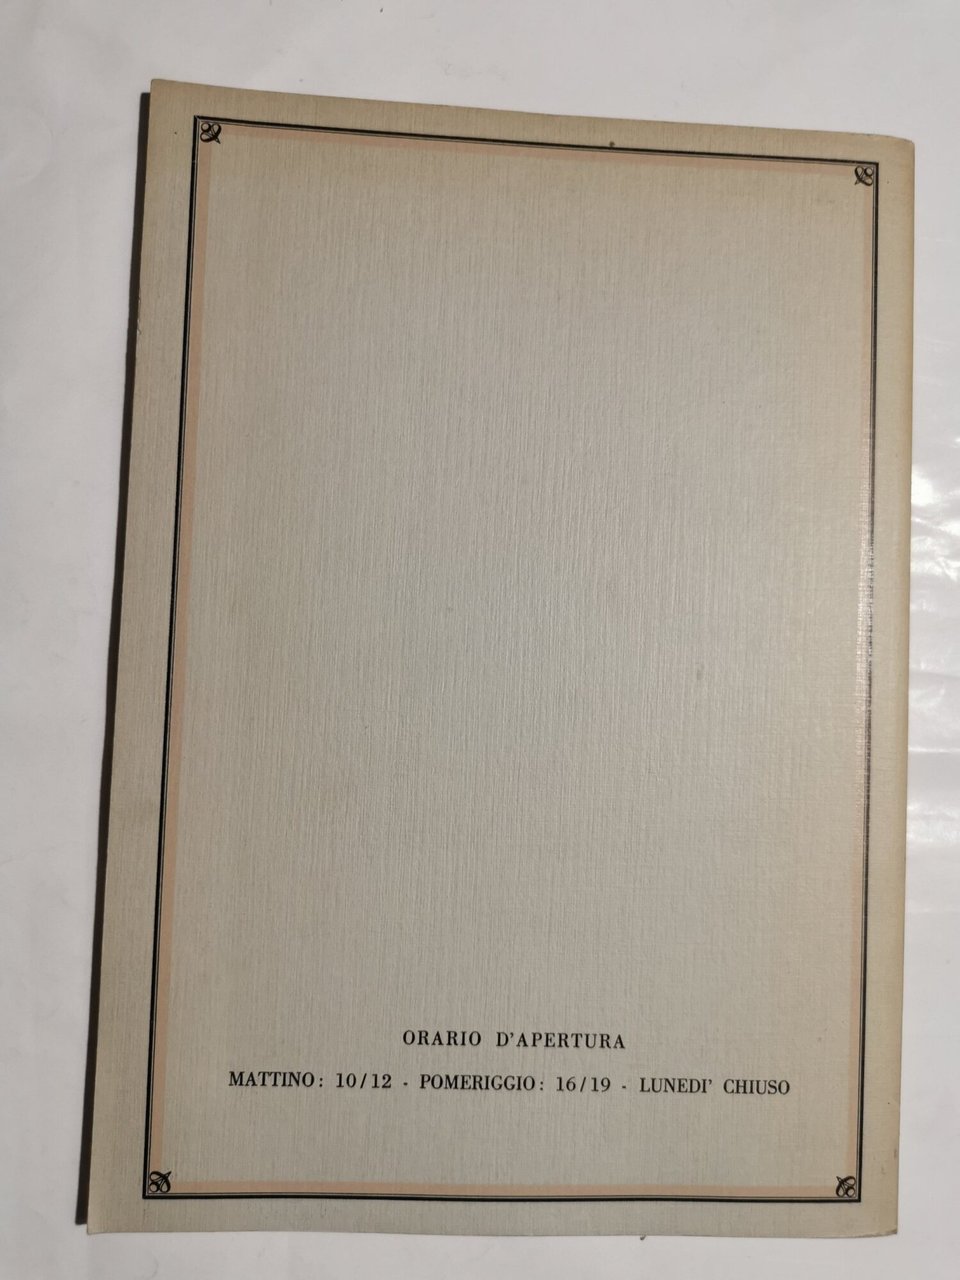 ORARIO D'APERTURA
MATTINO: 10/12 - POMERIGGIO: 16/19 - LUNEDI' CHIUSO